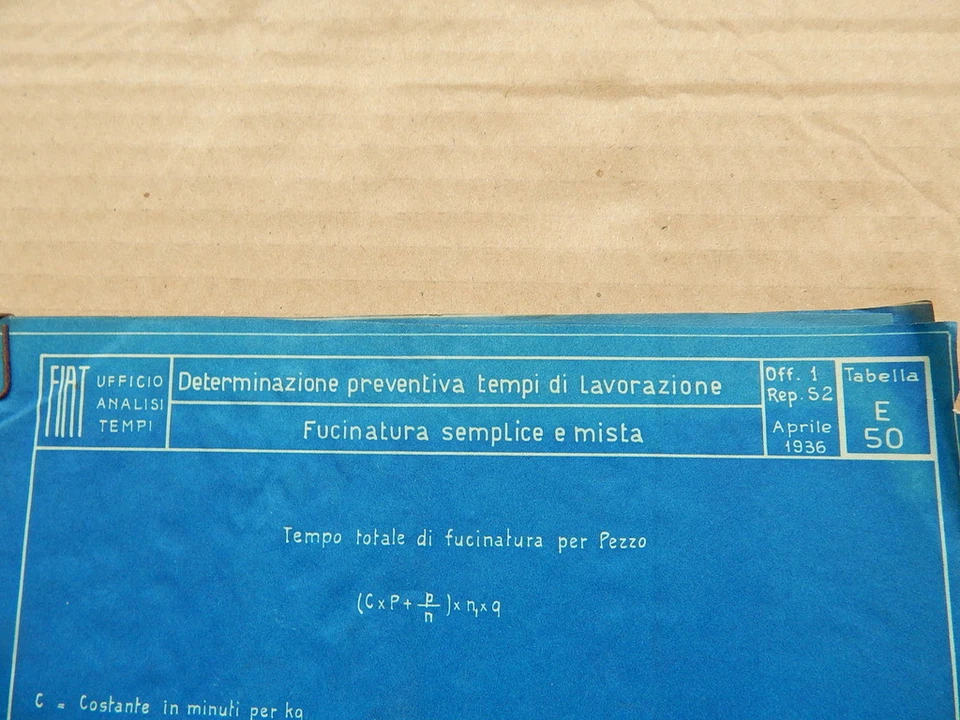 FIAT
UFFICIO
ANALISI
TEMPI
Determinazione preventiva tempi di Lavorazione
Fucinatura semplice e mista
Off. 1
Rep. 52
Aprile
1936
Tabella
E
50
Tempo totale di fucinatura per Pezzo
(C x P + p/n) x n₁ x q
C = Costante in minuti per kg